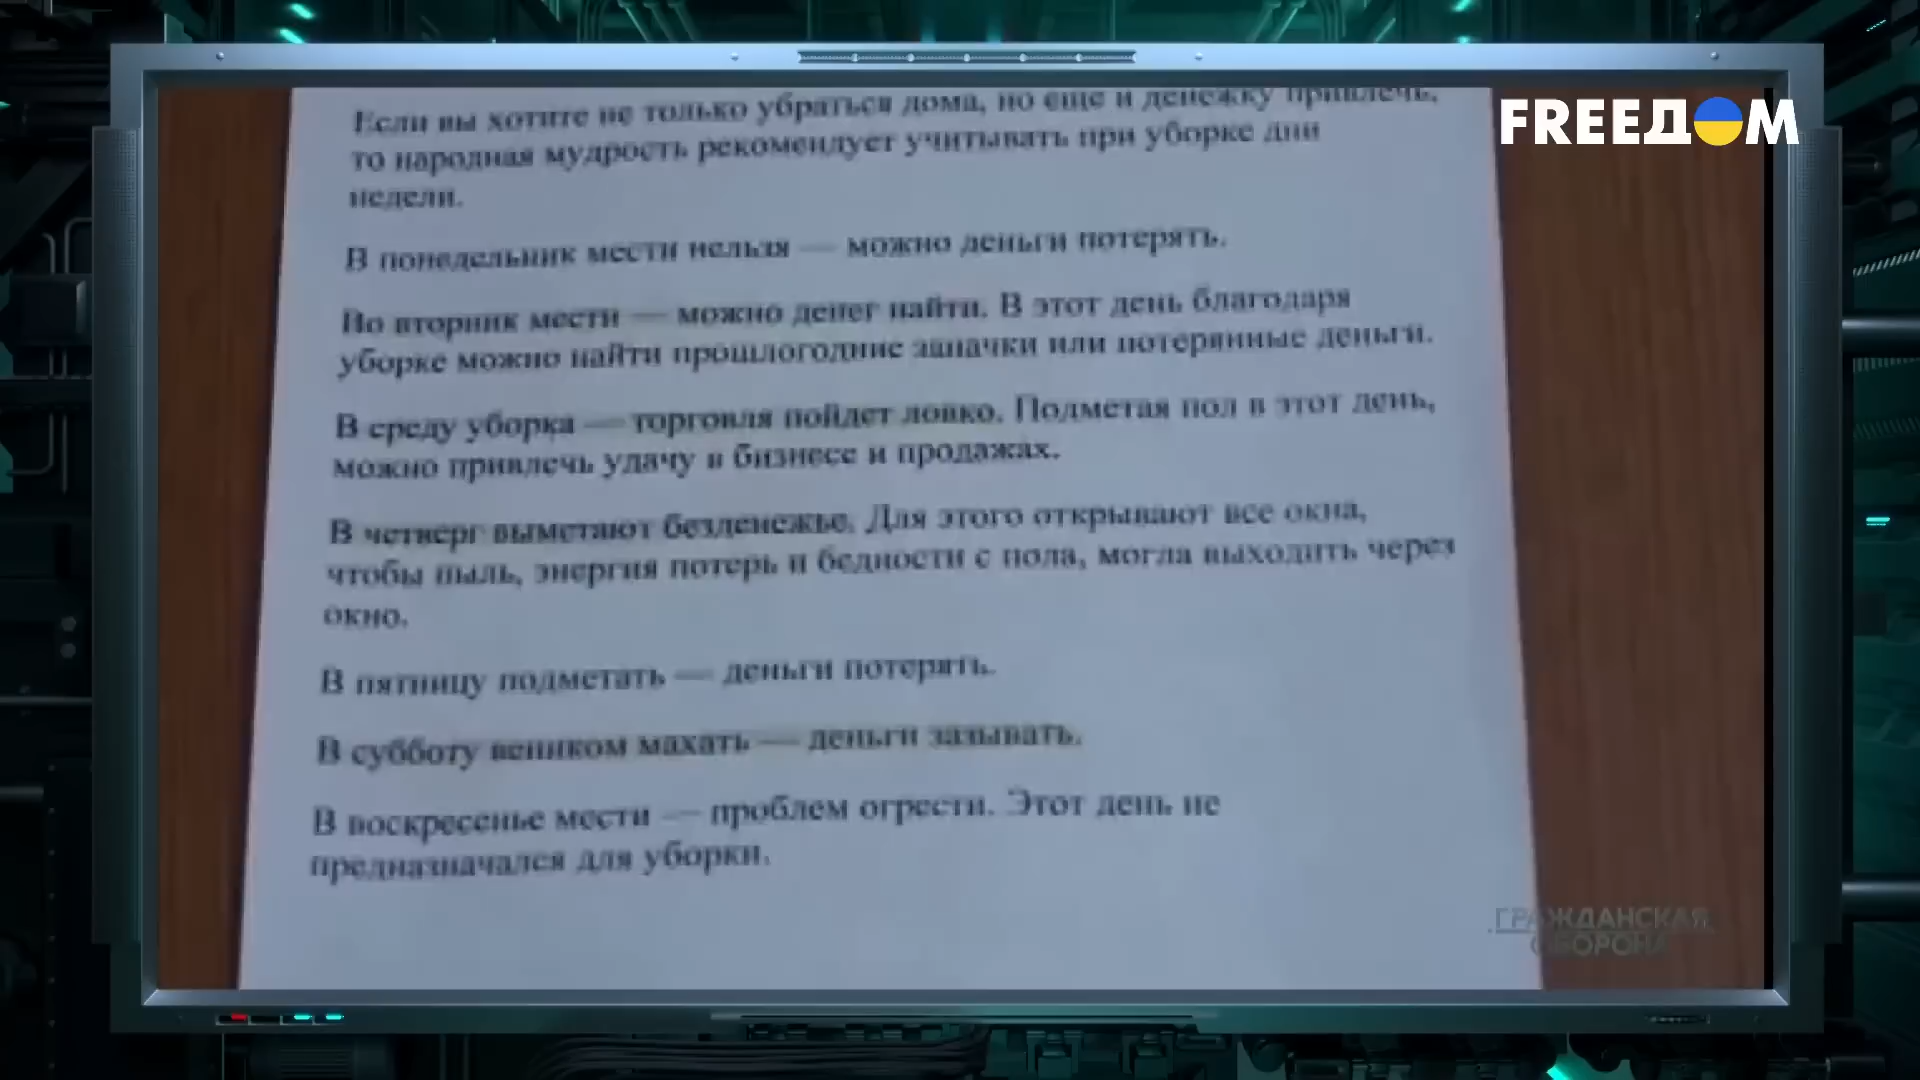 FREEДOM
Если вы хотите не только убраться дома, но еще и денежку привлечь,
то народная мудрость рекомендует учитывать при уборке дни
недели.
В понедельник мести нельзя — можно деньги потерять.
Во вторник мести — можно денег найти. В этот день благодаря
уборке можно найти прошлогодние заначки или потерянные деньги.
В среду уборка — торговля пойдет ловко. Подметая пол в этот день,
можно привлечь удачу в бизнесе и продажах.
В четверг выметают безденежье. Для этого открывают все окна,
чтобы пыль, энергия потерь и бедности с пола, могла выходить через
окно.
В пятницу подметать — деньги потерять.
В субботу веником махать — деньги зазывать.
В воскресенье мести — проблем огрести. Этот день не
предназначался для уборки.
ГРАЖДАНСКАЯ
ОБОРОНА